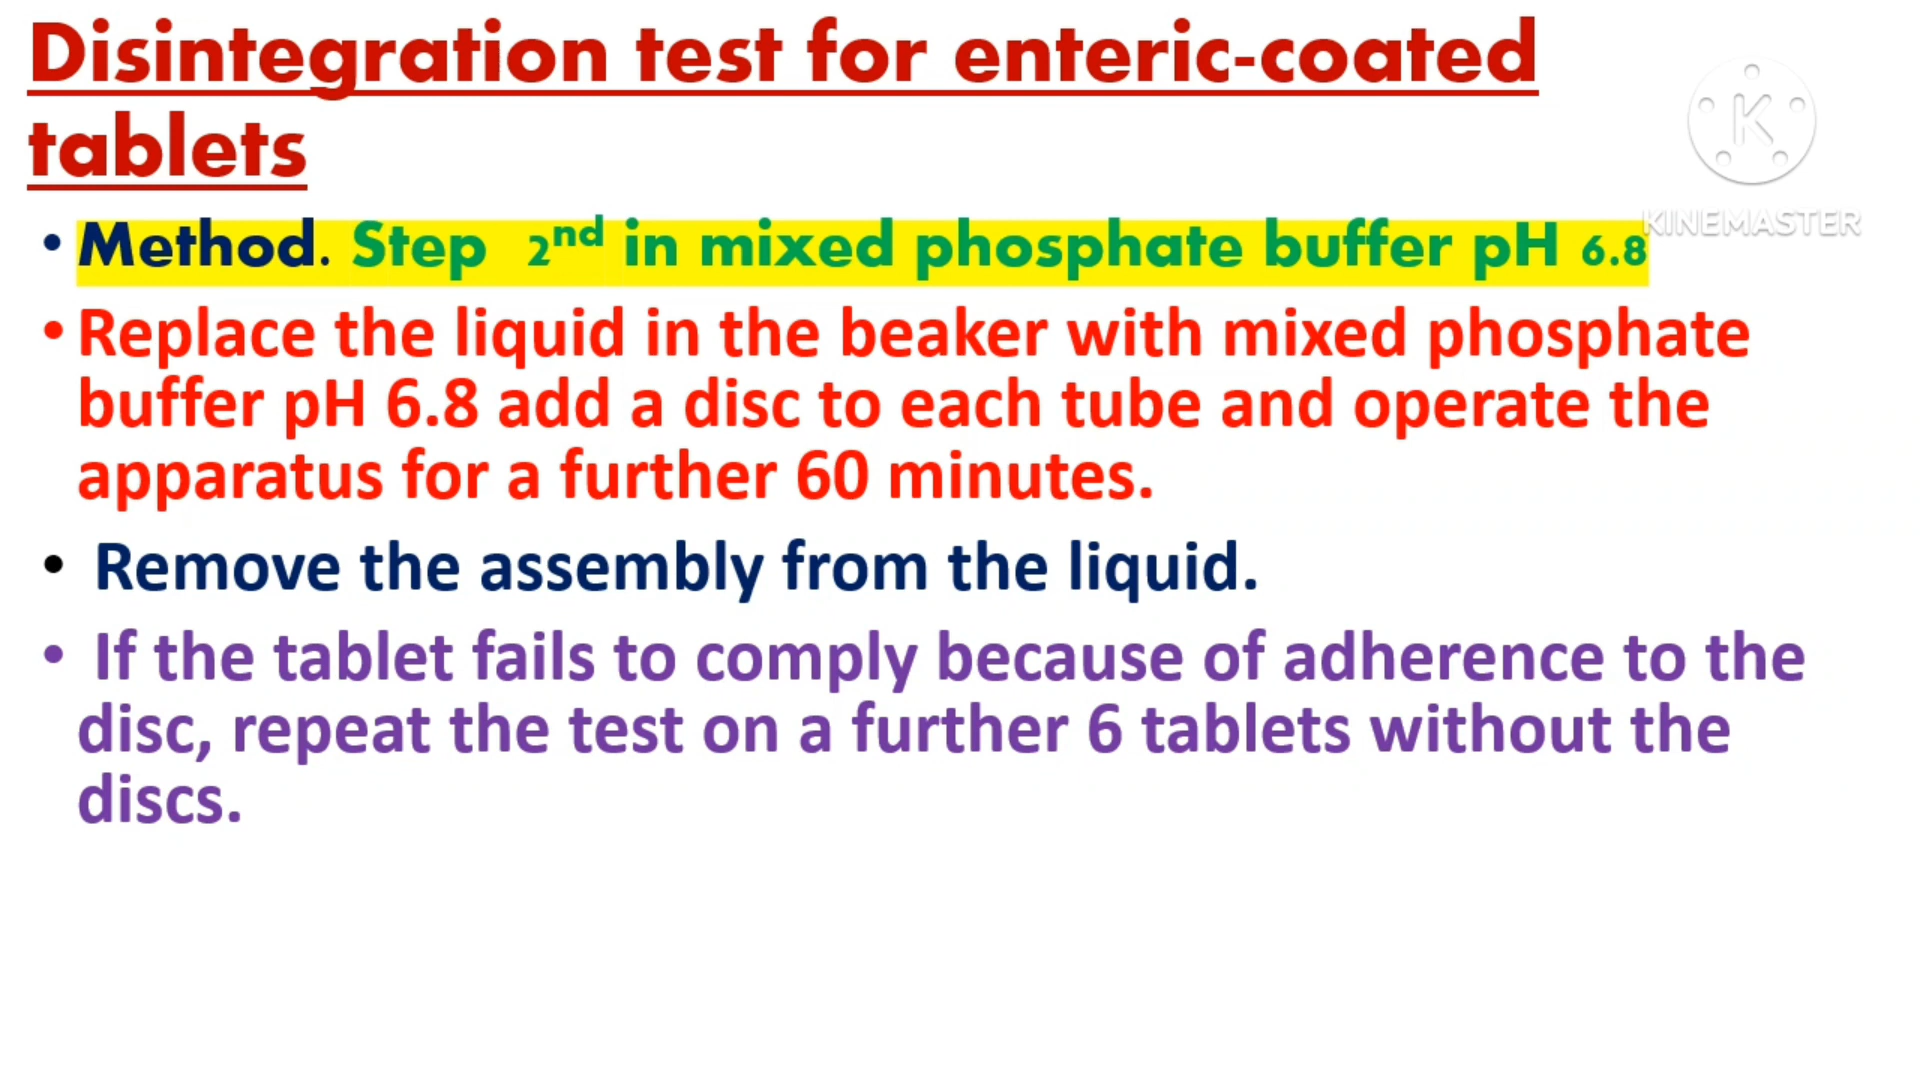 Disintegration test for enteric-coated
tablets
K
KINEMASTER
• Method. Step 2nd in mixed phosphate buffer pH 6.8
• Replace the liquid in the beaker with mixed phosphate
buffer pH 6.8 add a disc to each tube and operate the
apparatus for a further 60 minutes.
• Remove the assembly from the liquid.
• If the tablet fails to comply because of adherence to the
disc, repeat the test on a further 6 tablets without the
discs.